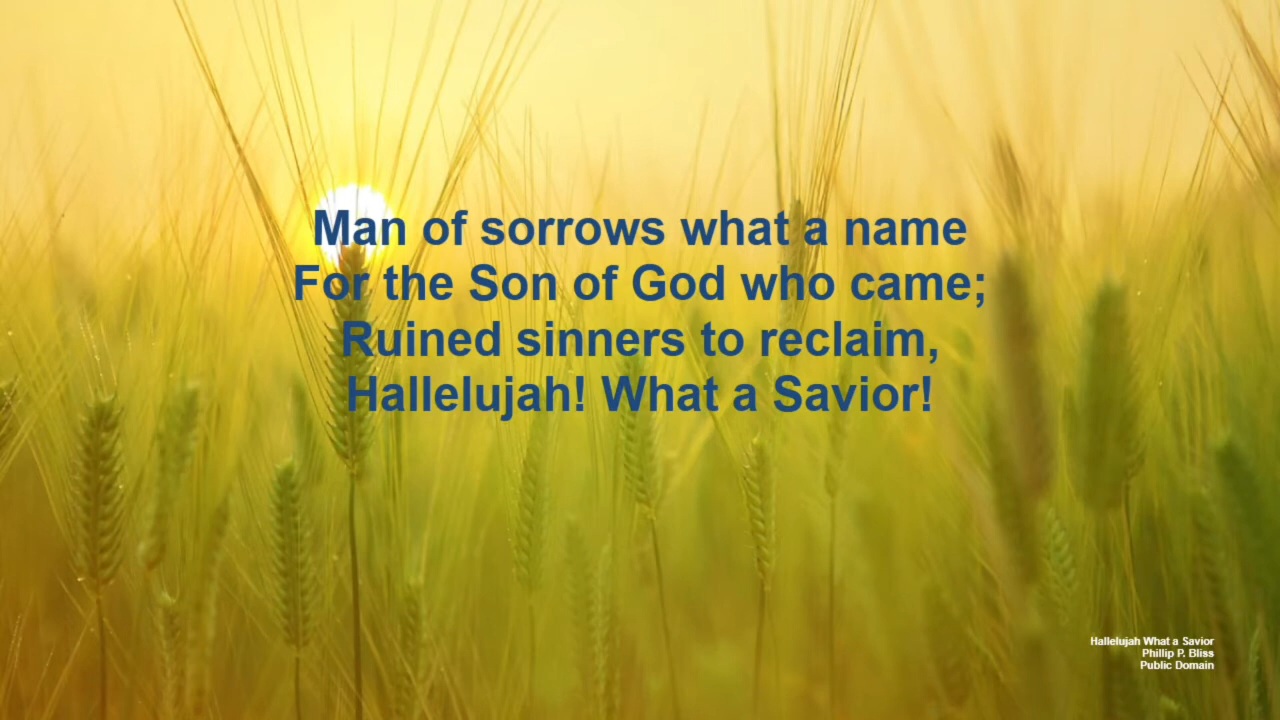 Man of sorrows what a name
For the Son of God who came;
Ruined sinners to reclaim,
Hallelujah! What a Savior!
Hallelujah What a Savior
Phillip P. Bliss
Public Domain